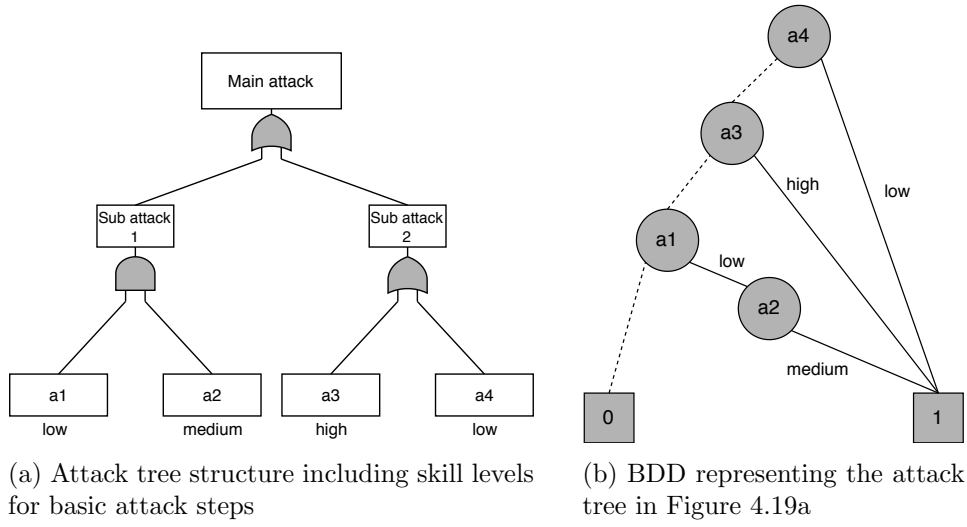 Main attack
Sub attack
1
Sub attack
2
a1
a2
a3
a4
low
medium
high
low
(a) Attack tree structure including skill levels
for basic attack steps
a4
a3
high
low
a1
low
a2
medium
0
1
(b) BDD representing the attack
tree in Figure 4.19a